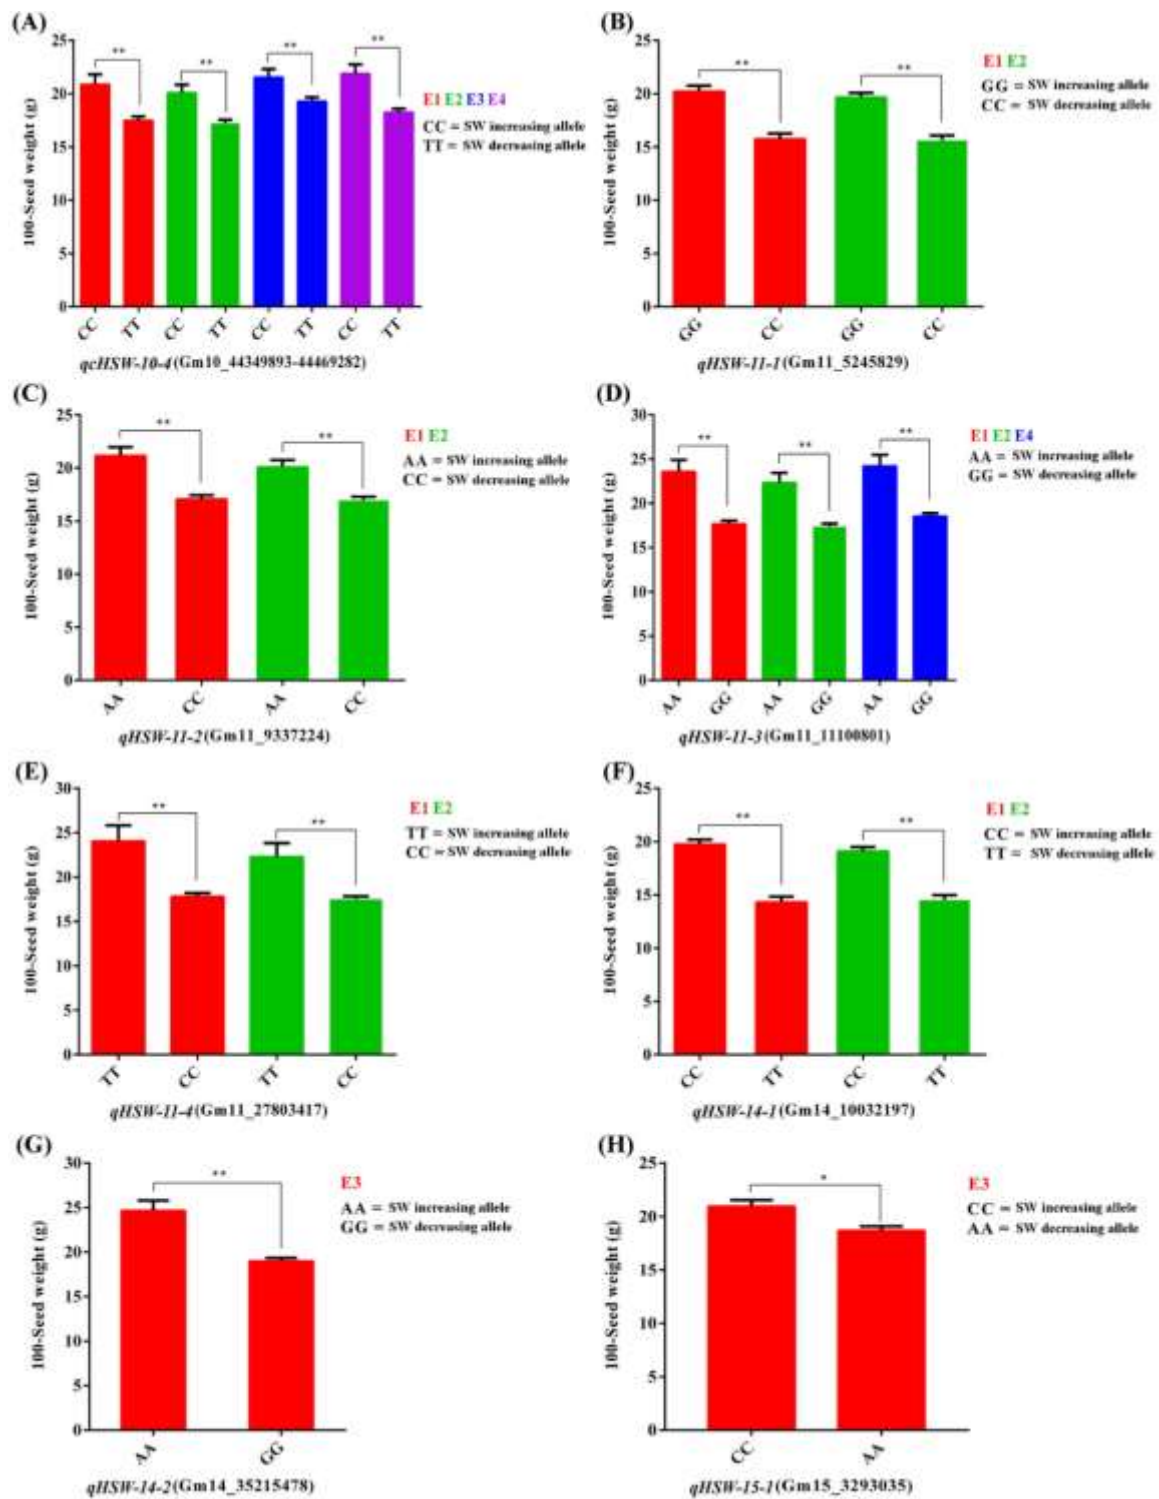 (A)
25
20
15
10
5
0
100-Seed weight (g)
** ** ** **
CC TT CC TT CC TT CC TT
qcHSW-10-4(Gm10_44349893-44469282)
E1 E2 E3 E4
CC = SW increasing allele
TT = SW decreasing allele
(B)
25
20
15
10
5
0
100-Seed weight (g)
** **
GG CC GG CC
qHSW-11-1(Gm11_5245829)
E1 E2
GG = SW increasing allele
CC = SW decreasing allele
(C)
25
20
15
10
5
0
100-Seed weight (g)
** **
AA CC AA CC
qHSW-11-2(Gm11_9337224)
E1 E2
AA = SW increasing allele
CC = SW decreasing allele
(D)
30
25
20
15
10
5
0
100-Seed weight (g)
** ** **
AA GG AA GG AA GG
qHSW-11-3(Gm11_11100801)
E1 E2 E4
AA = SW increasing allele
GG = SW decreasing allele
(E)
30
25
20
15
10
5
0
100-Seed weight (g)
** **
TT CC TT CC
qHSW-11-4(Gm11_27803417)
E1 E2
TT = SW increasing allele
CC = SW decreasing allele
(F)
25
20
15
10
5
0
100-Seed weight (g)
** **
CC TT CC TT
qHSW-14-1(Gm14_10032197)
E1 E2
CC = SW increasing allele
TT = SW decreasing allele
(G)
30
25
20
15
10
5
0
100-Seed weight (g)
**
AA GG
qHSW-14-2(Gm14_35215478)
E3
AA = SW increasing allele
GG = SW decreasing allele
(H)
25
20
15
10
5
0
100-Seed weight (g)
*
CC AA
qHSW-15-1(Gm15_3293035)
E3
CC = SW increasing allele
AA = SW decreasing allele